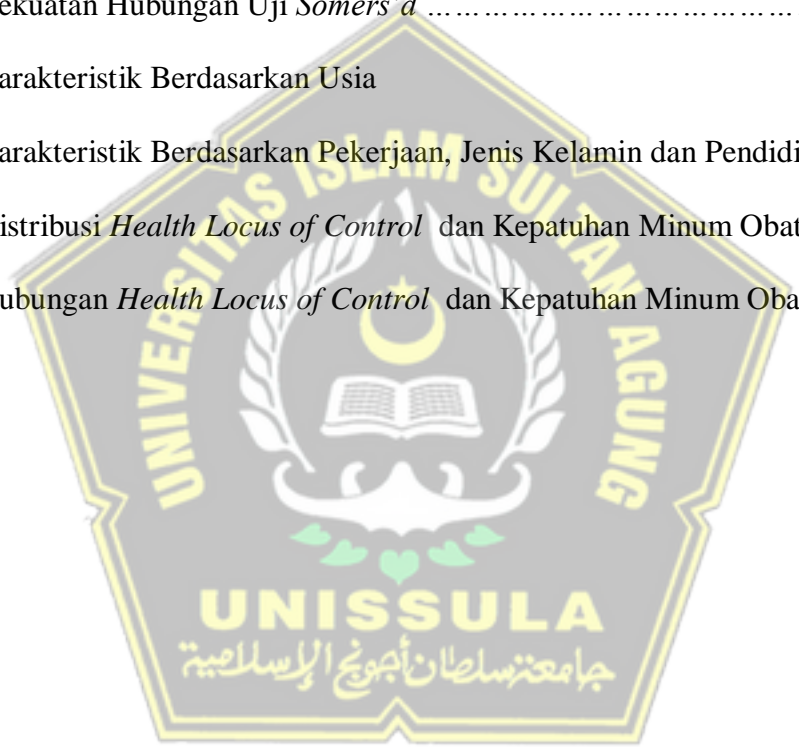 ekuatan Hubungan Uji Somers'd ………………………………
arakteristik Berdasarkan Usia
arakteristik Berdasarkan Pekerjaan, Jenis Kelamin dan Pendidi
istribusi Health Locus of Control dan Kepatuhan Minum Obat
ubungan Health Locus of Control dan Kepatuhan Minum Oba
UNIVERSITAS ISLAM SULTAN AGUNG
UNISSULA
جامعة سلطان أجونج الإسلامية